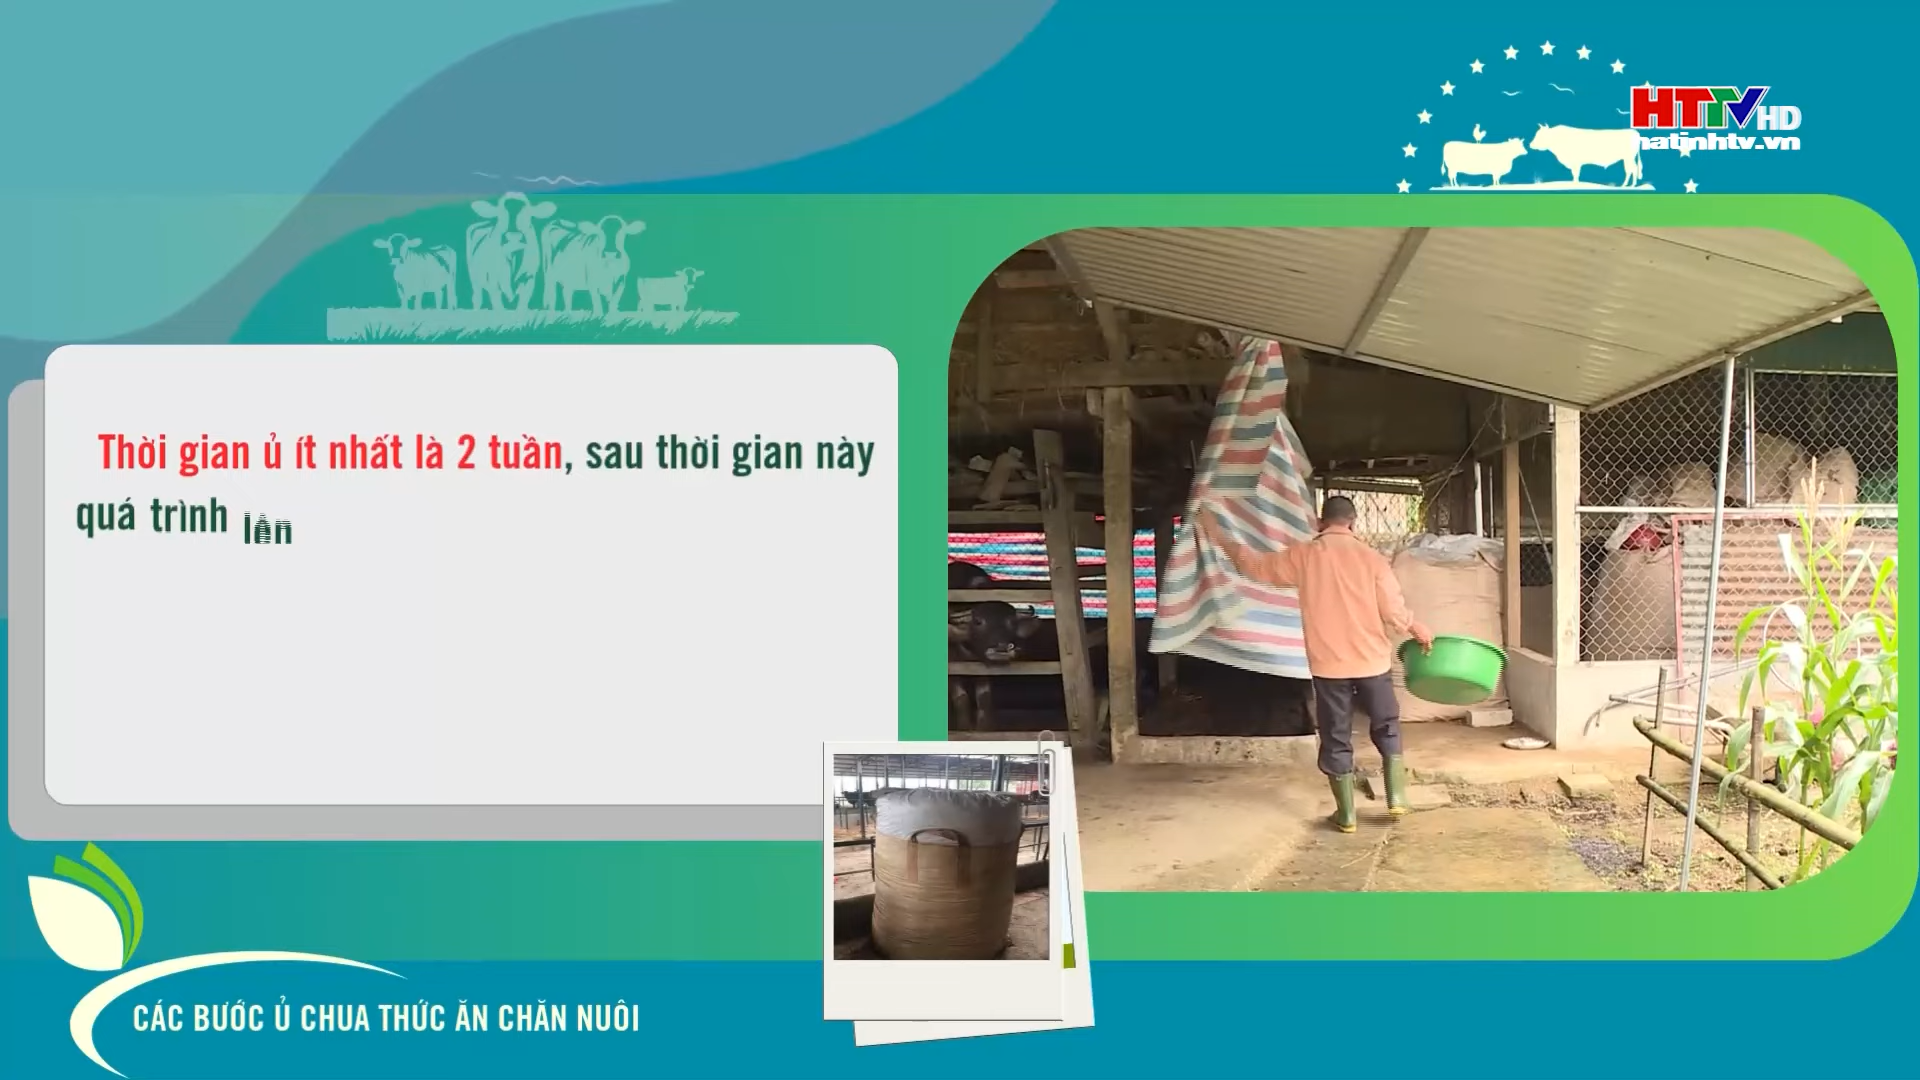 HTTV HD
hatinhtv.vn
Thời gian ủ ít nhất là 2 tuần, sau thời gian này
quá trình lên
CÁC BƯỚC Ủ CHUA THỨC ĂN CHĂN NUÔI